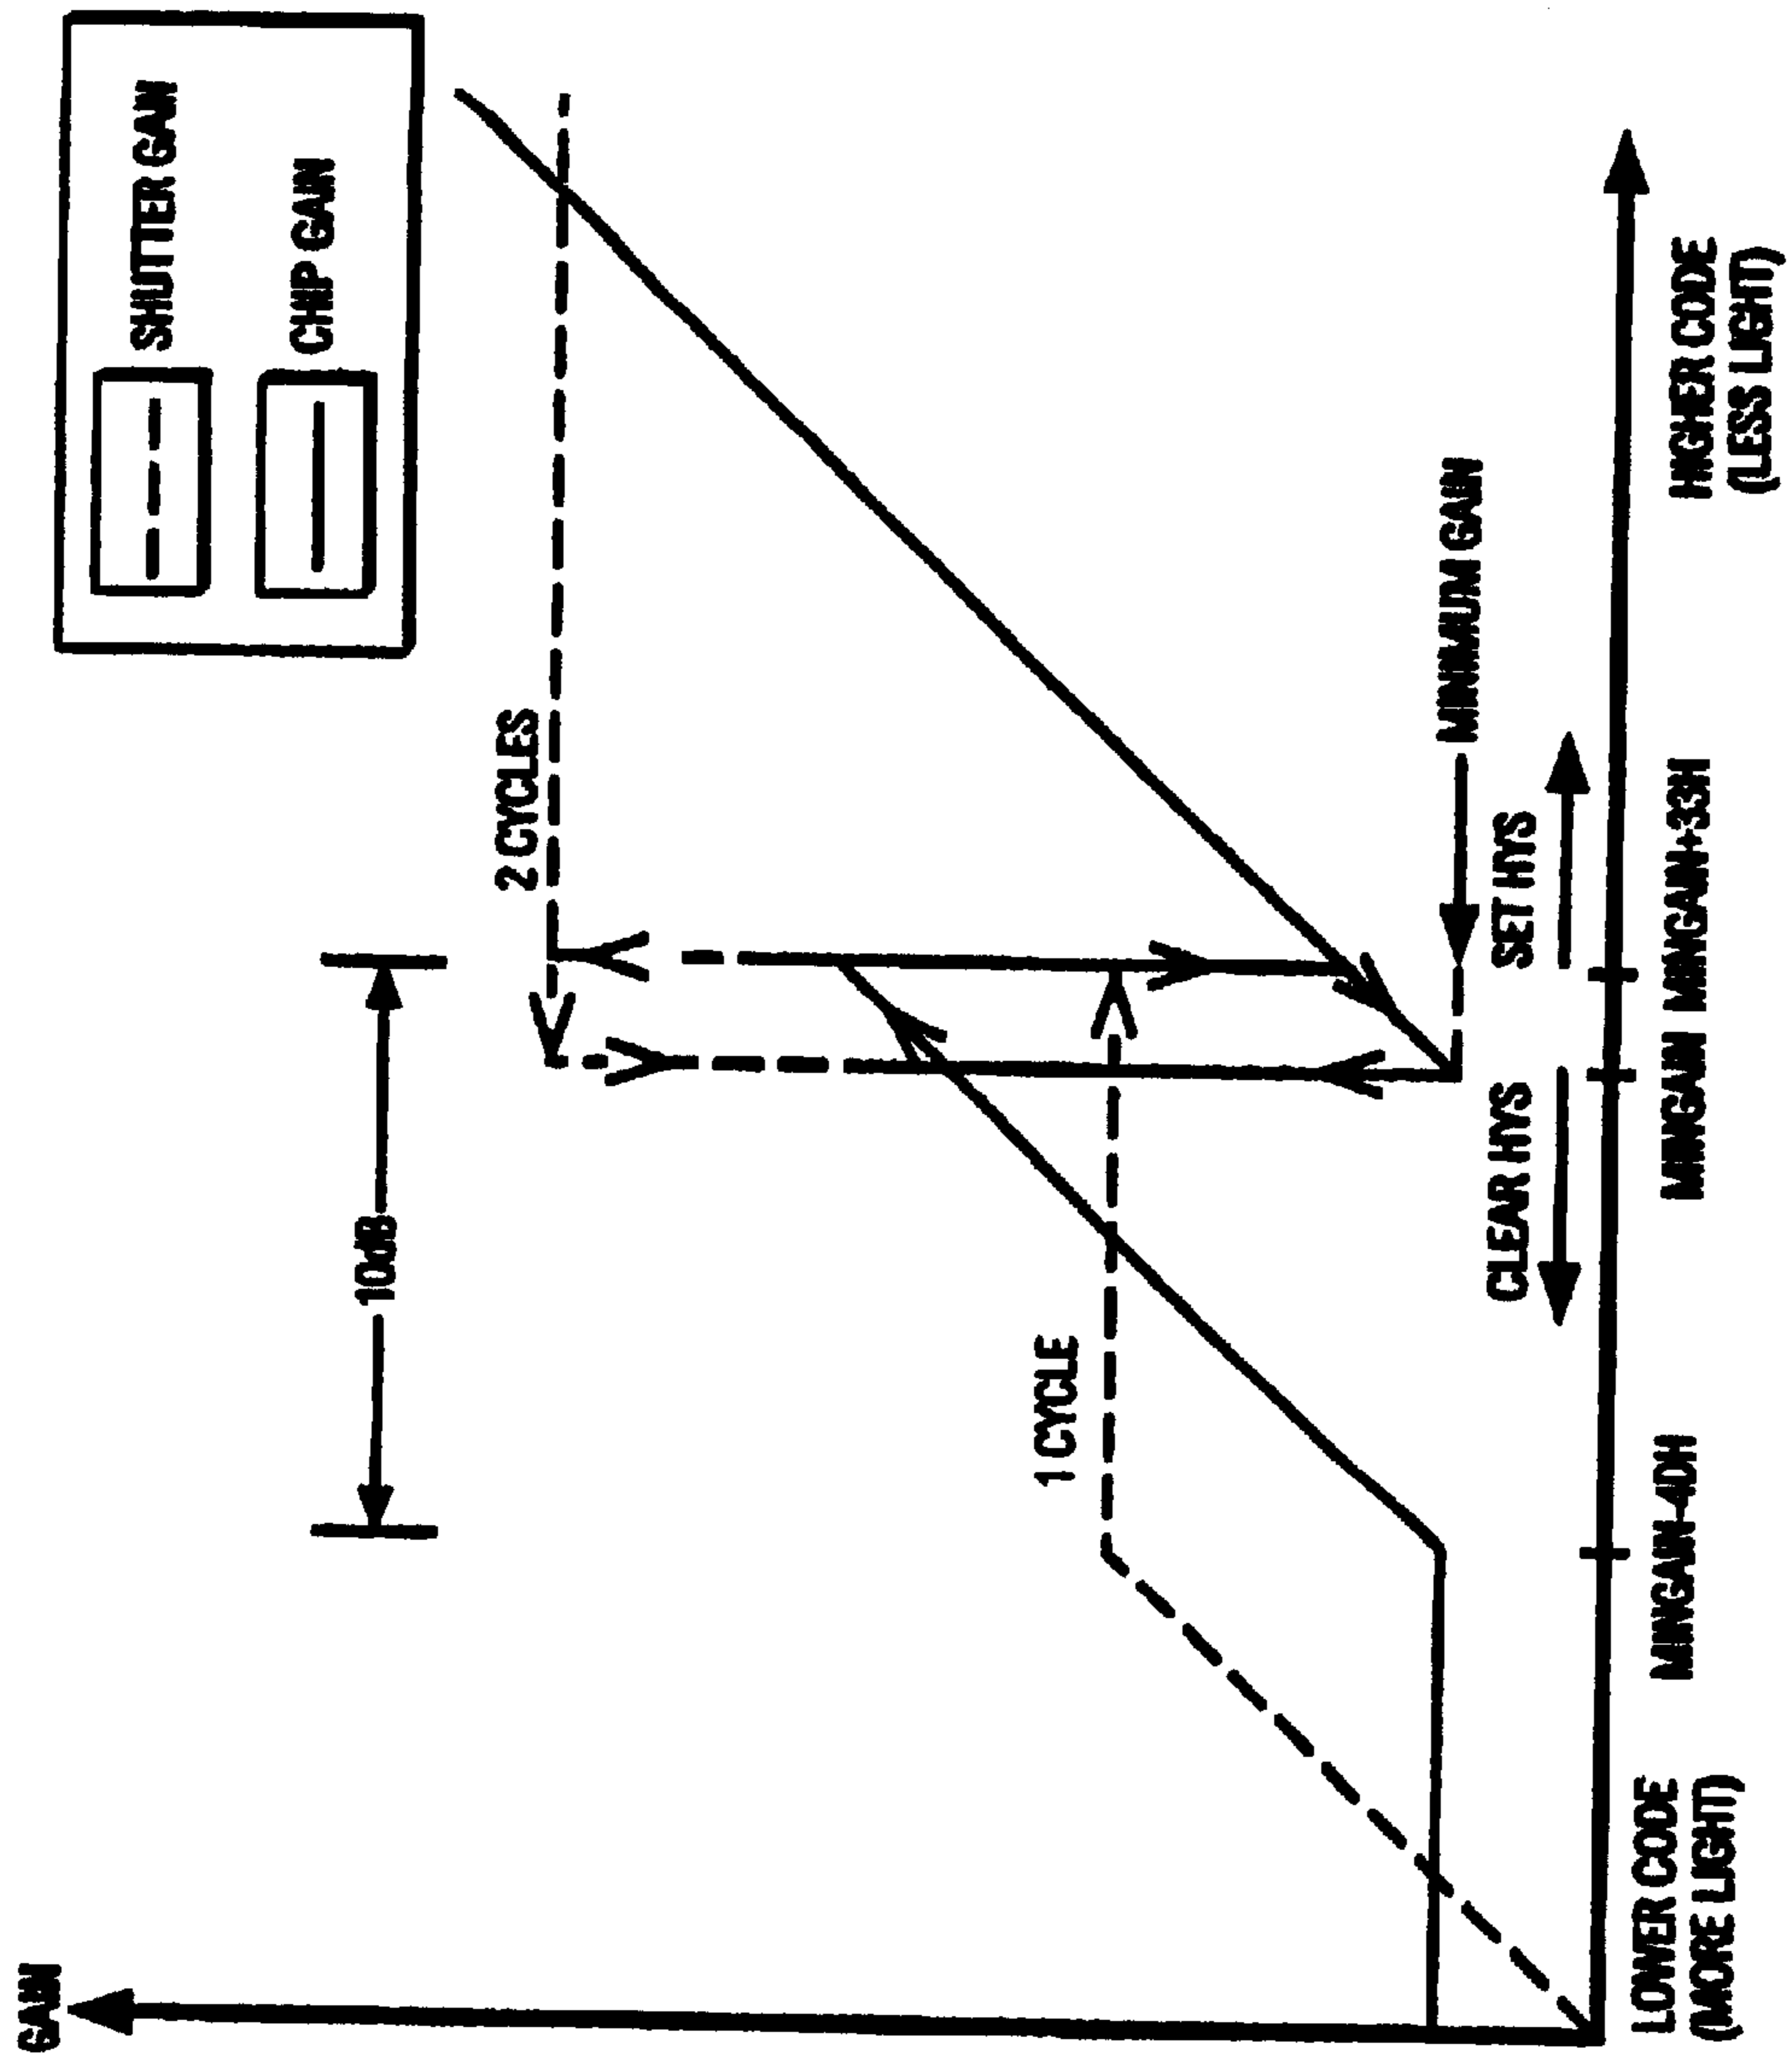 GAIN
SHUTTER GAIN
CHIP GAIN
10dB
2 CYCLES
1 CYCLE
MINIMUM GAIN
CLEAR HYS
SET HYS
LOWER CODE
(MORE LIGHT)
MINGAIN-4DH
MINGAIN
MINGAIN+33H
HIGHER CODE
(LESS LIGHT)